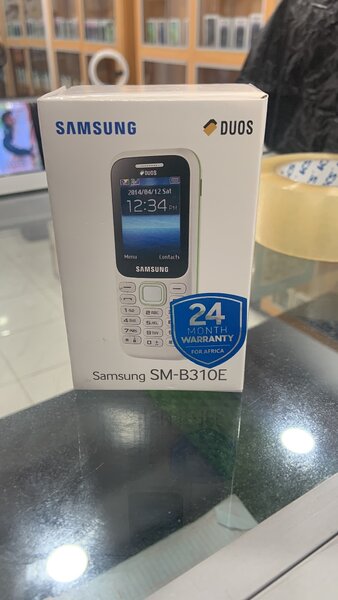 SAMSUNG
DUOS
DUOS
2014/04/12 Sat
12:34 PM
Menu Contacts
SAMSUNG
24
MONTH
WARRANTY
FOR AFRICA
Samsung SM-B310E